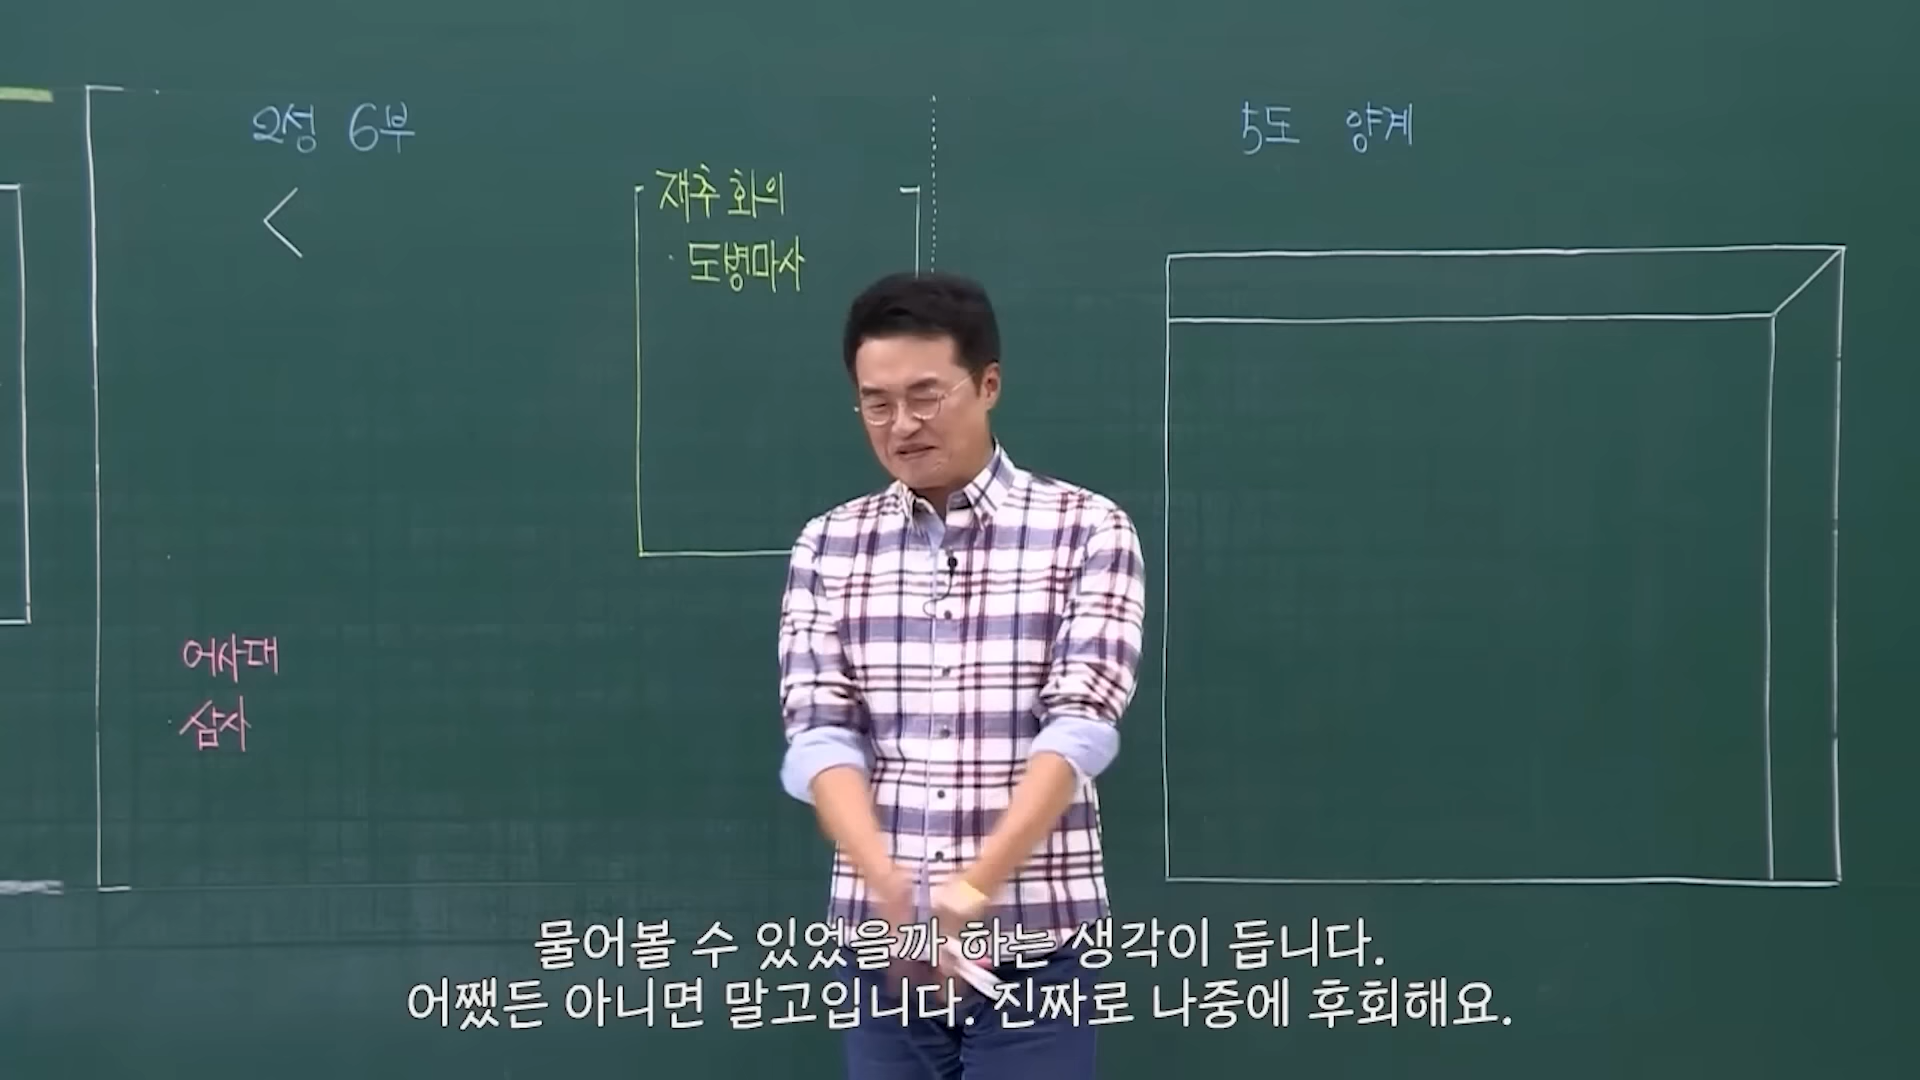 2성 6부
5도 양계
재추 회의
· 도병마사
어사대
· 삼사
물어볼 수 있었을까 하는 생각이 듭니다.
어쨌든 아니면 말고입니다. 진짜로 나중에 후회해요.